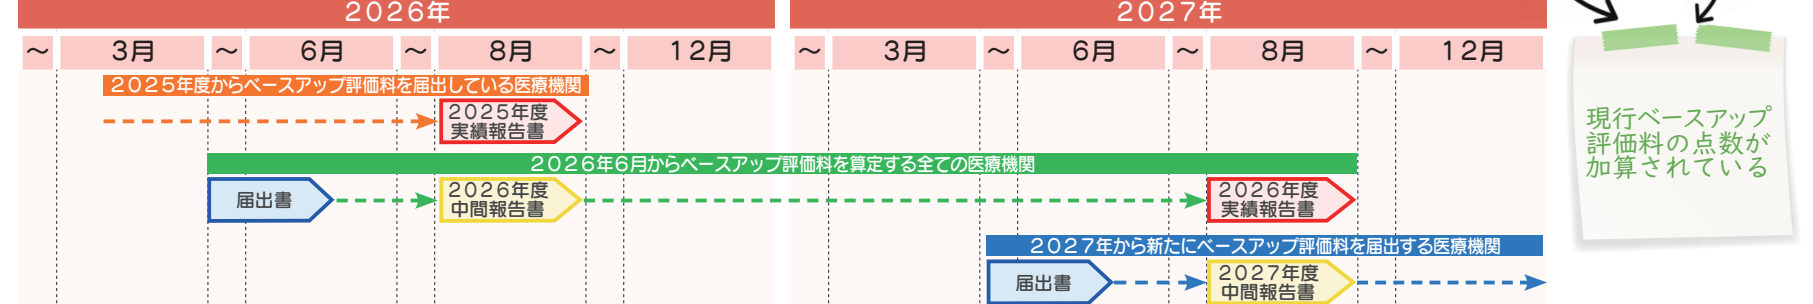 2026年
2027年
～ 3月 ～ 6月 ～ 8月 ～ 12月
～ 3月 ～ 6月 ～ 8月 ～ 12月
2025年度からベースアップ評価料を届出している医療機関
2025年度
実績報告書
2026年6月からベースアップ評価料を算定する全ての医療機関
届出書
2026年度
中間報告書
2026年度
実績報告書
2027年から新たにベースアップ評価料を届出する医療機関
届出書
2027年度
中間報告書
現行ベースアップ
評価料の点数が
加算されている